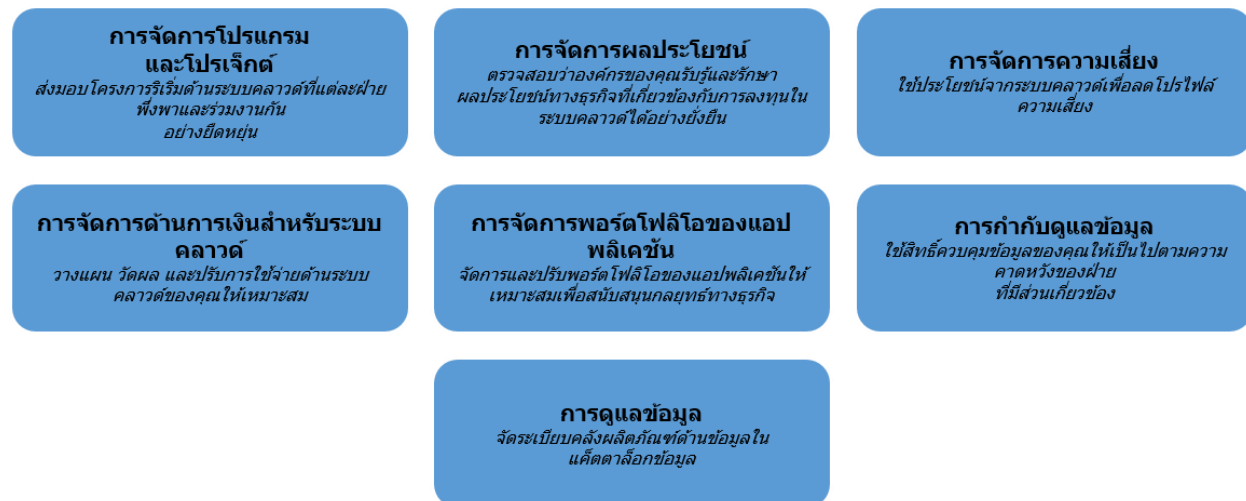 การจัดการโปรแกรม
และโปรเจ็กต์
ส่งมอบโครงการริเริ่มด้านระบบคลาวด์ที่แต่ละฝ่าย
พึ่งพาและร่วมงานกัน
อย่างยืดหยุ่น
การจัดการผลประโยชน์
ตรวจสอบว่าองค์กรของคุณรับรู้และรักษา
ผลประโยชน์ทางธุรกิจที่เกี่ยวข้องกับการลงทุนใน
ระบบคลาวด์ได้อย่างยั่งยืน
การจัดการความเสี่ยง
ใช้ประโยชน์จากระบบคลาวด์เพื่อลดโปรไฟล์
ความเสี่ยง
การจัดการด้านการเงินสำหรับระบบ
คลาวด์
วางแผน วัดผล และปรับการใช้จ่ายด้านระบบ
คลาวด์ของคุณให้เหมาะสม
การจัดการพอร์ตโฟลิโอของแอป
พลิเคชัน
จัดการและปรับพอร์ตโฟลิโอของแอปพลิเคชันให้
เหมาะสมเพื่อสนับสนุนกลยุทธ์ทางธุรกิจ
การกำกับดูแลข้อมูล
ใช้สิทธิ์ควบคุมข้อมูลของคุณให้เป็นไปตามความ
คาดหวังของฝ่าย
ที่มีส่วนเกี่ยวข้อง
การดูแลข้อมูล
จัดระเบียบคลังผลิตภัณฑ์ด้านข้อมูลใน
แค็ตตาล็อกข้อมูล